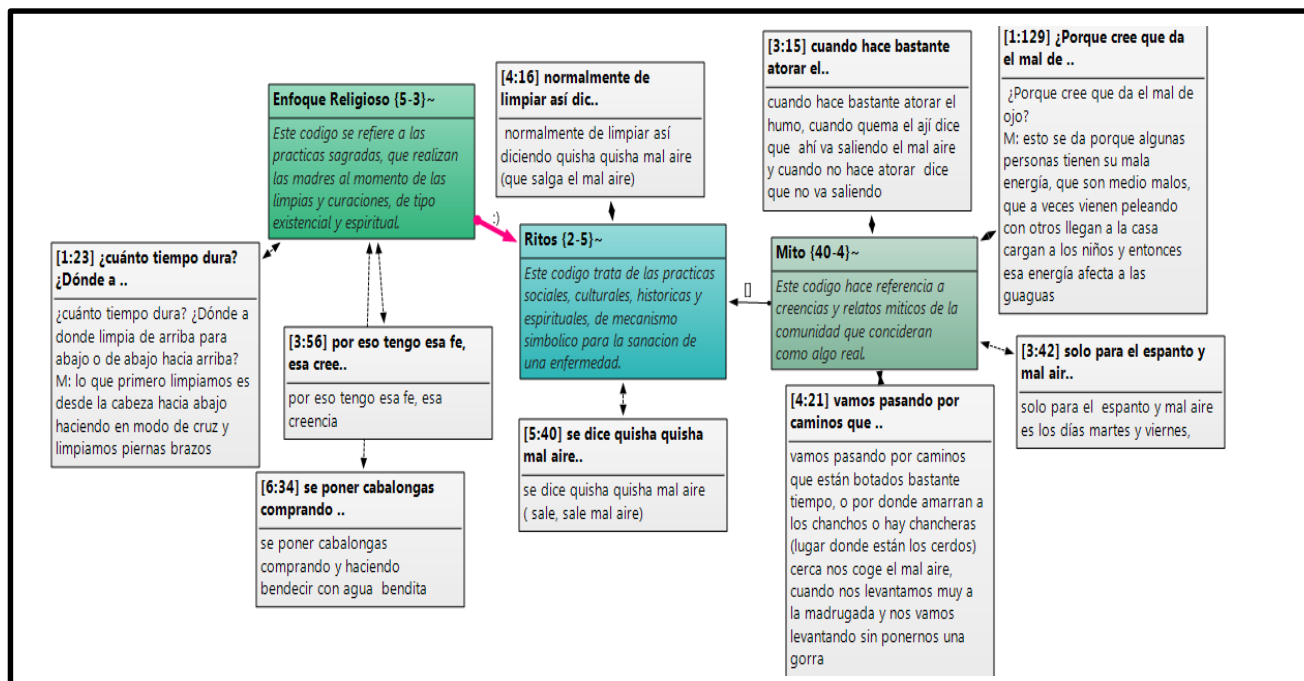 Enfoque Religioso {5-3}~
Este codigo se refiere a las
practicas sagradas, que realizan
las madres al momento de las
limpias y curaciones, de tipo
existencial y espiritual.
[1:23] ¿cuánto tiempo dura?
¿Dónde a ..
¿cuánto tiempo dura? ¿Dónde a
donde limpia de arriba para
abajo o de abajo hacia arriba?
M: lo que primero limpiamos es
desde la cabeza hacia abajo
haciendo en modo de cruz y
limpiamos piernas brazos
[3:56] por eso tengo esa fe,
esa cree..
por eso tengo esa fe, esa
creencia
[6:34] se poner cabalongas
comprando ..
se poner cabalongas
comprando y haciendo
bendecir con agua bendita
[4:16] normalmente de
limpiar así dic..
normalmente de limpiar así
diciendo quisha quisha mal aire
(que salga el mal aire)
:)
Ritos {2-5}~
Este codigo trata de las practicas
sociales, culturales, historicas y
espirituales, de mecanismo
simbolico para la sanacion de
una enfermedad.
[5:40] se dice quisha quisha
mal aire..
se dice quisha quisha mal aire
( sale, sale mal aire)
[]
[3:15] cuando hace bastante
atorar el..
cuando hace bastante atorar el
humo, cuando quema el ají dice
que ahí va saliendo el mal aire
y cuando no hace atorar dice
que no va saliendo
Mito {40-4}~
Este codigo hace referencia a
creencias y relatos míticos de la
comunidad que concideran
como algo real.
[4:21] vamos pasando por
caminos que ..
vamos pasando por caminos
que están botados bastante
tiempo, o por donde amarran a
los chanchos o hay chancheras
(lugar donde están los cerdos)
cerca nos coge el mal aire,
cuando nos levantamos muy a
la madrugada y nos vamos
levantando sin ponernos una
gorra
[1:129] ¿Porque cree que da
el mal de ..
¿Porque cree que da el mal de
ojo?
M: esto se da porque algunas
personas tienen su mala
energía, que son medio malos,
que a veces vienen peleando
con otros llegan a la casa
cargan a los niños y entonces
esa energía afecta a las
guaguas
[3:42] solo para el espanto y
mal air..
solo para el espanto y mal aire
es los días martes y viernes,